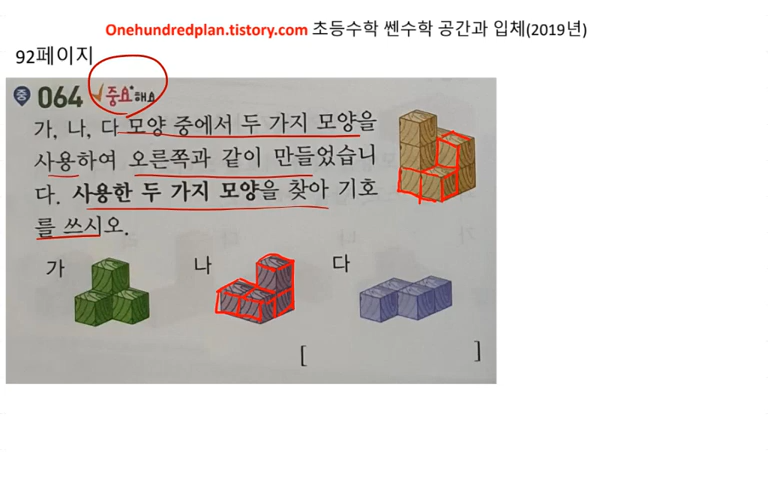 Onehundredplan.tistory.com 초등수학 쎈수학 공간과 입체(2019년)
92페이지
중 064 중요해요
가, 나, 다 모양 중에서 두 가지 모양을
사용하여 오른쪽과 같이 만들었습니
다. 사용한 두 가지 모양을 찾아 기호
를 쓰시오.
가 나 다
[ ]